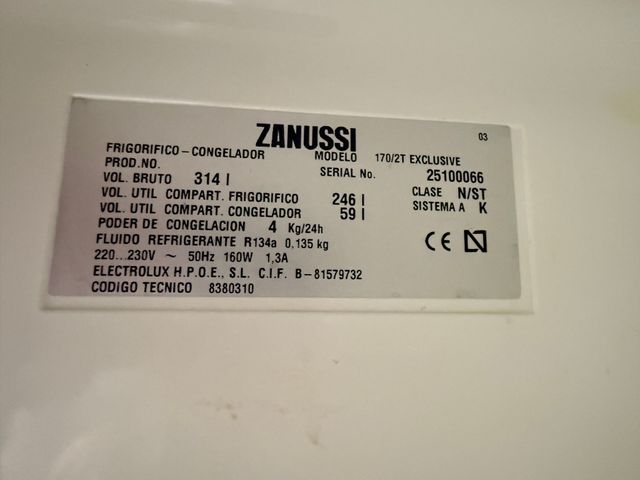 ZANUSSI 03
FRIGORIFICO-CONGELADOR MODELO 170/2T EXCLUSIVE
PROD.NO. SERIAL No. 25100066
VOL. BRUTO 314 l CLASE N/ST
VOL. UTIL COMPART. FRIGORIFICO 246 l SISTEMA A K
VOL. UTIL COMPART. CONGELADOR 59 l
PODER DE CONGELACION 4 Kg/24h
FLUIDO REFRIGERANTE R134a 0,135 kg CE N
220...230V ~ 50Hz 160W 1,3A
ELECTROLUX H.P.O.E., S.L. C.I.F. B-81579732
CODIGO TECNICO 8380310